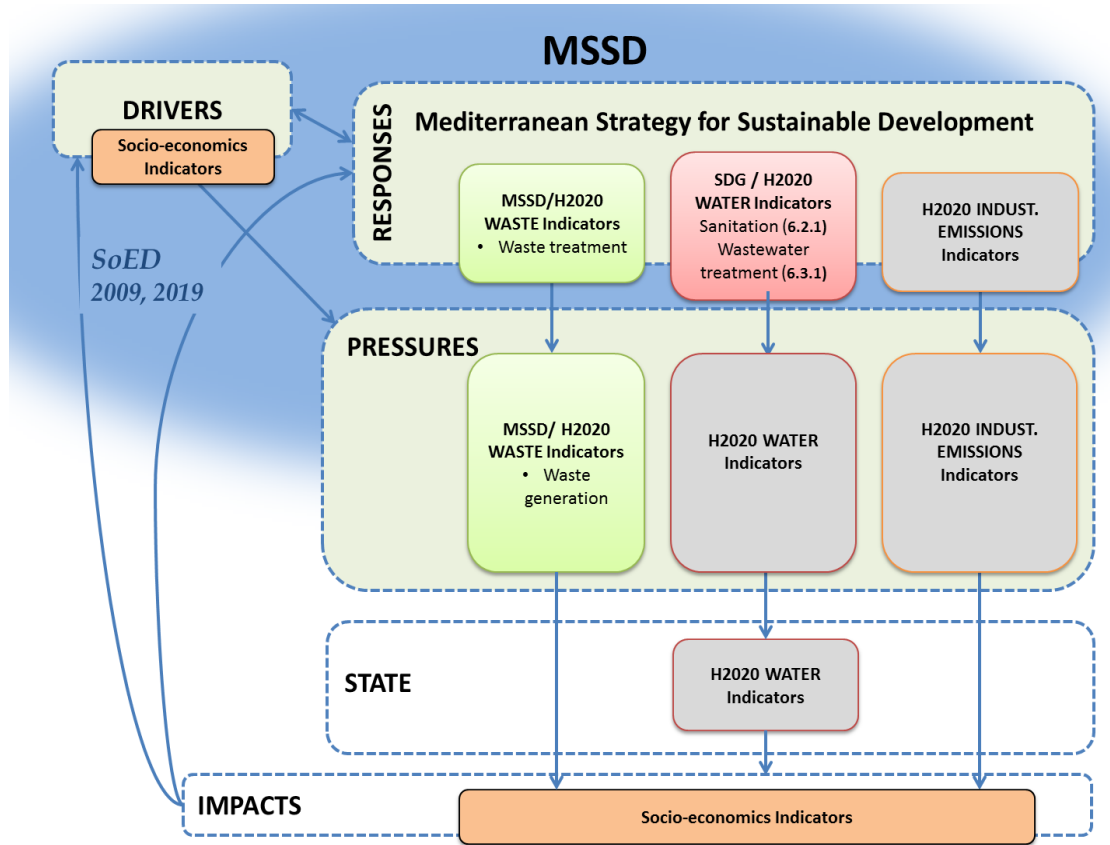 MSSD
DRIVERS
Socio-economics
Indicators
RESPONSES
Mediterranean Strategy for Sustainable Development
MSSD/H2020
WASTE Indicators
• Waste treatment
SDG / H2020
WATER Indicators
Sanitation (6.2.1)
Wastewater
treatment (6.3.1)
H2020 INDUST.
EMISSIONS
Indicators
SoED
2009, 2019
PRESSURES
MSSD/ H2020
WASTE Indicators
• Waste
generation
H2020 WATER
Indicators
H2020 INDUST.
EMISSIONS
Indicators
STATE
H2020 WATER
Indicators
IMPACTS
Socio-economics Indicators